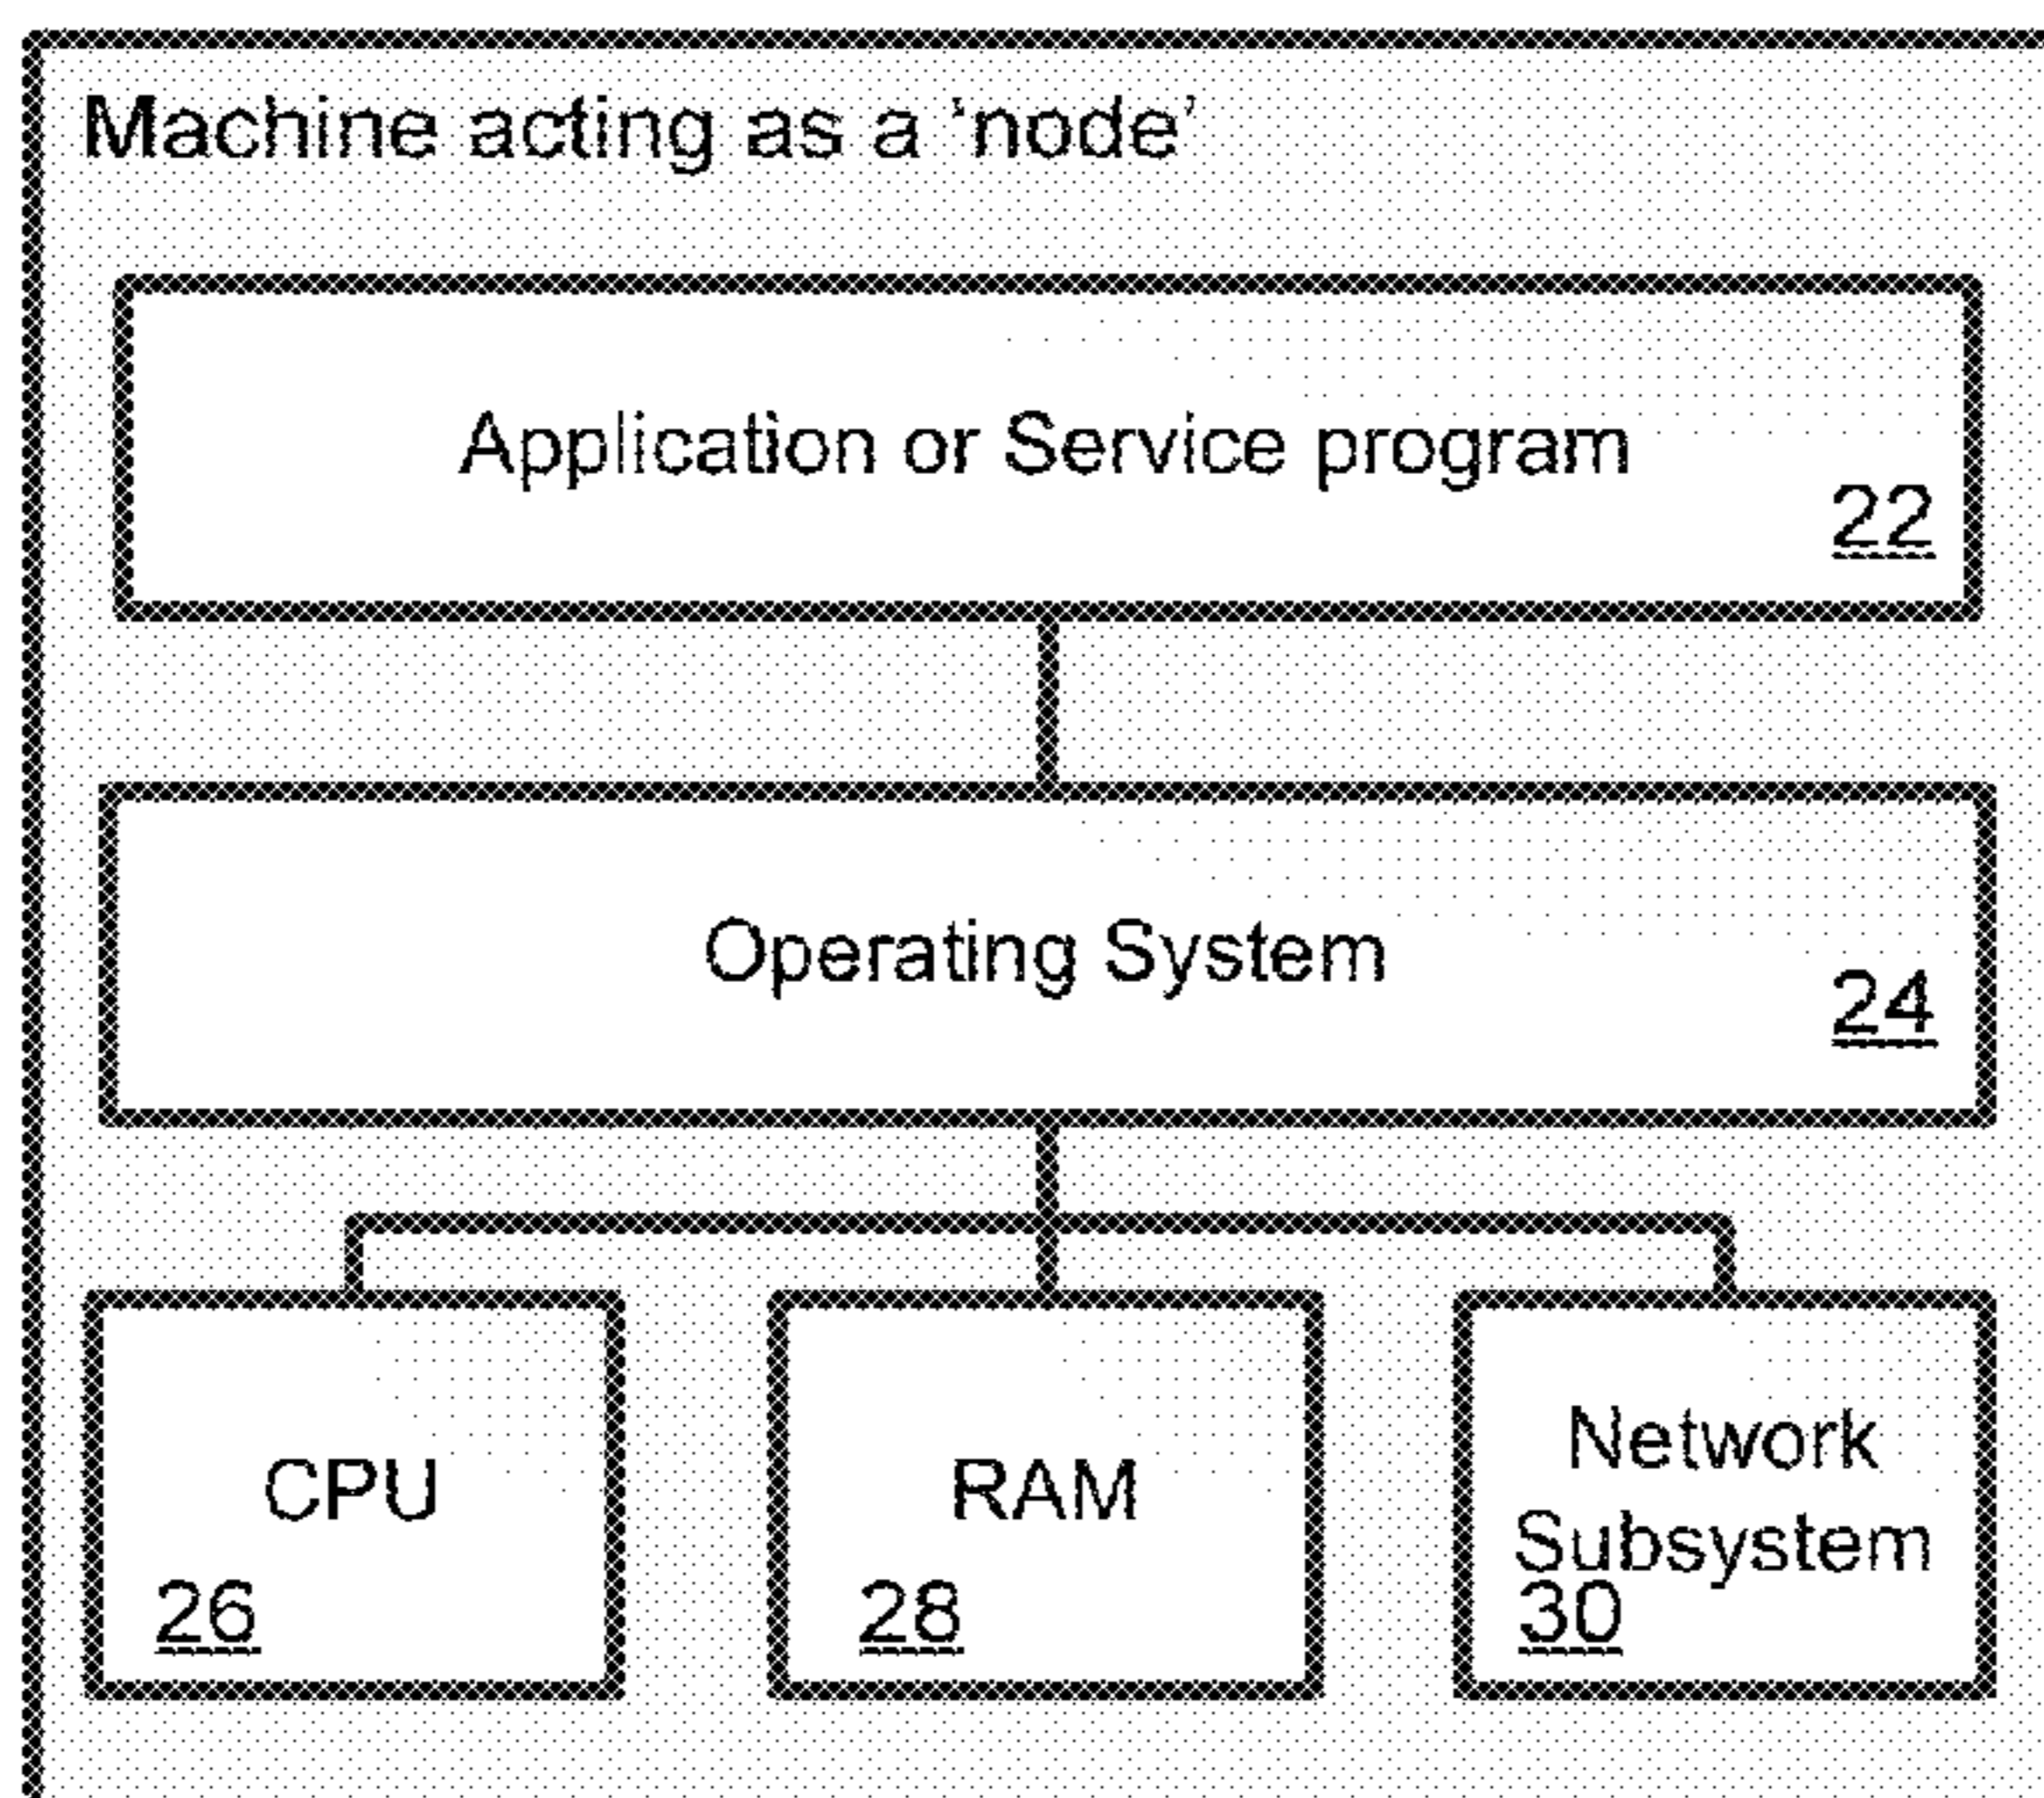 Machine acting as a ‘node’
Application or Service program
22
Operating System
24
CPU
26
RAM
28
Network
Subsystem
30